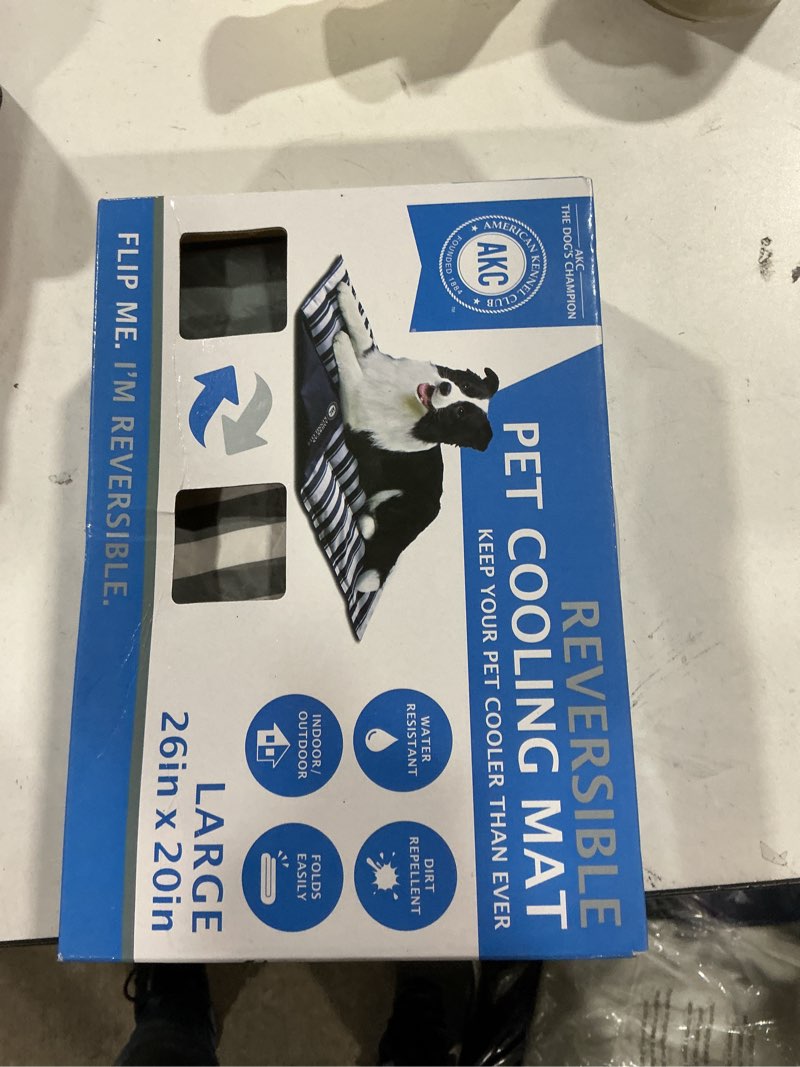 AKC
THE DOG'S CHAMPION
AMERICAN KENNEL CLUB
AKC
FOUNDED 1884
TM
REVERSIBLE
PET COOLING MAT
KEEP YOUR PET COOLER THAN EVER
WATER
RESISTANT
DIRT
REPELLENT
INDOOR/
OUTDOOR
FOLDS
EASILY
LARGE
26in x 20in
FLIP ME. I'M REVERSIBLE.